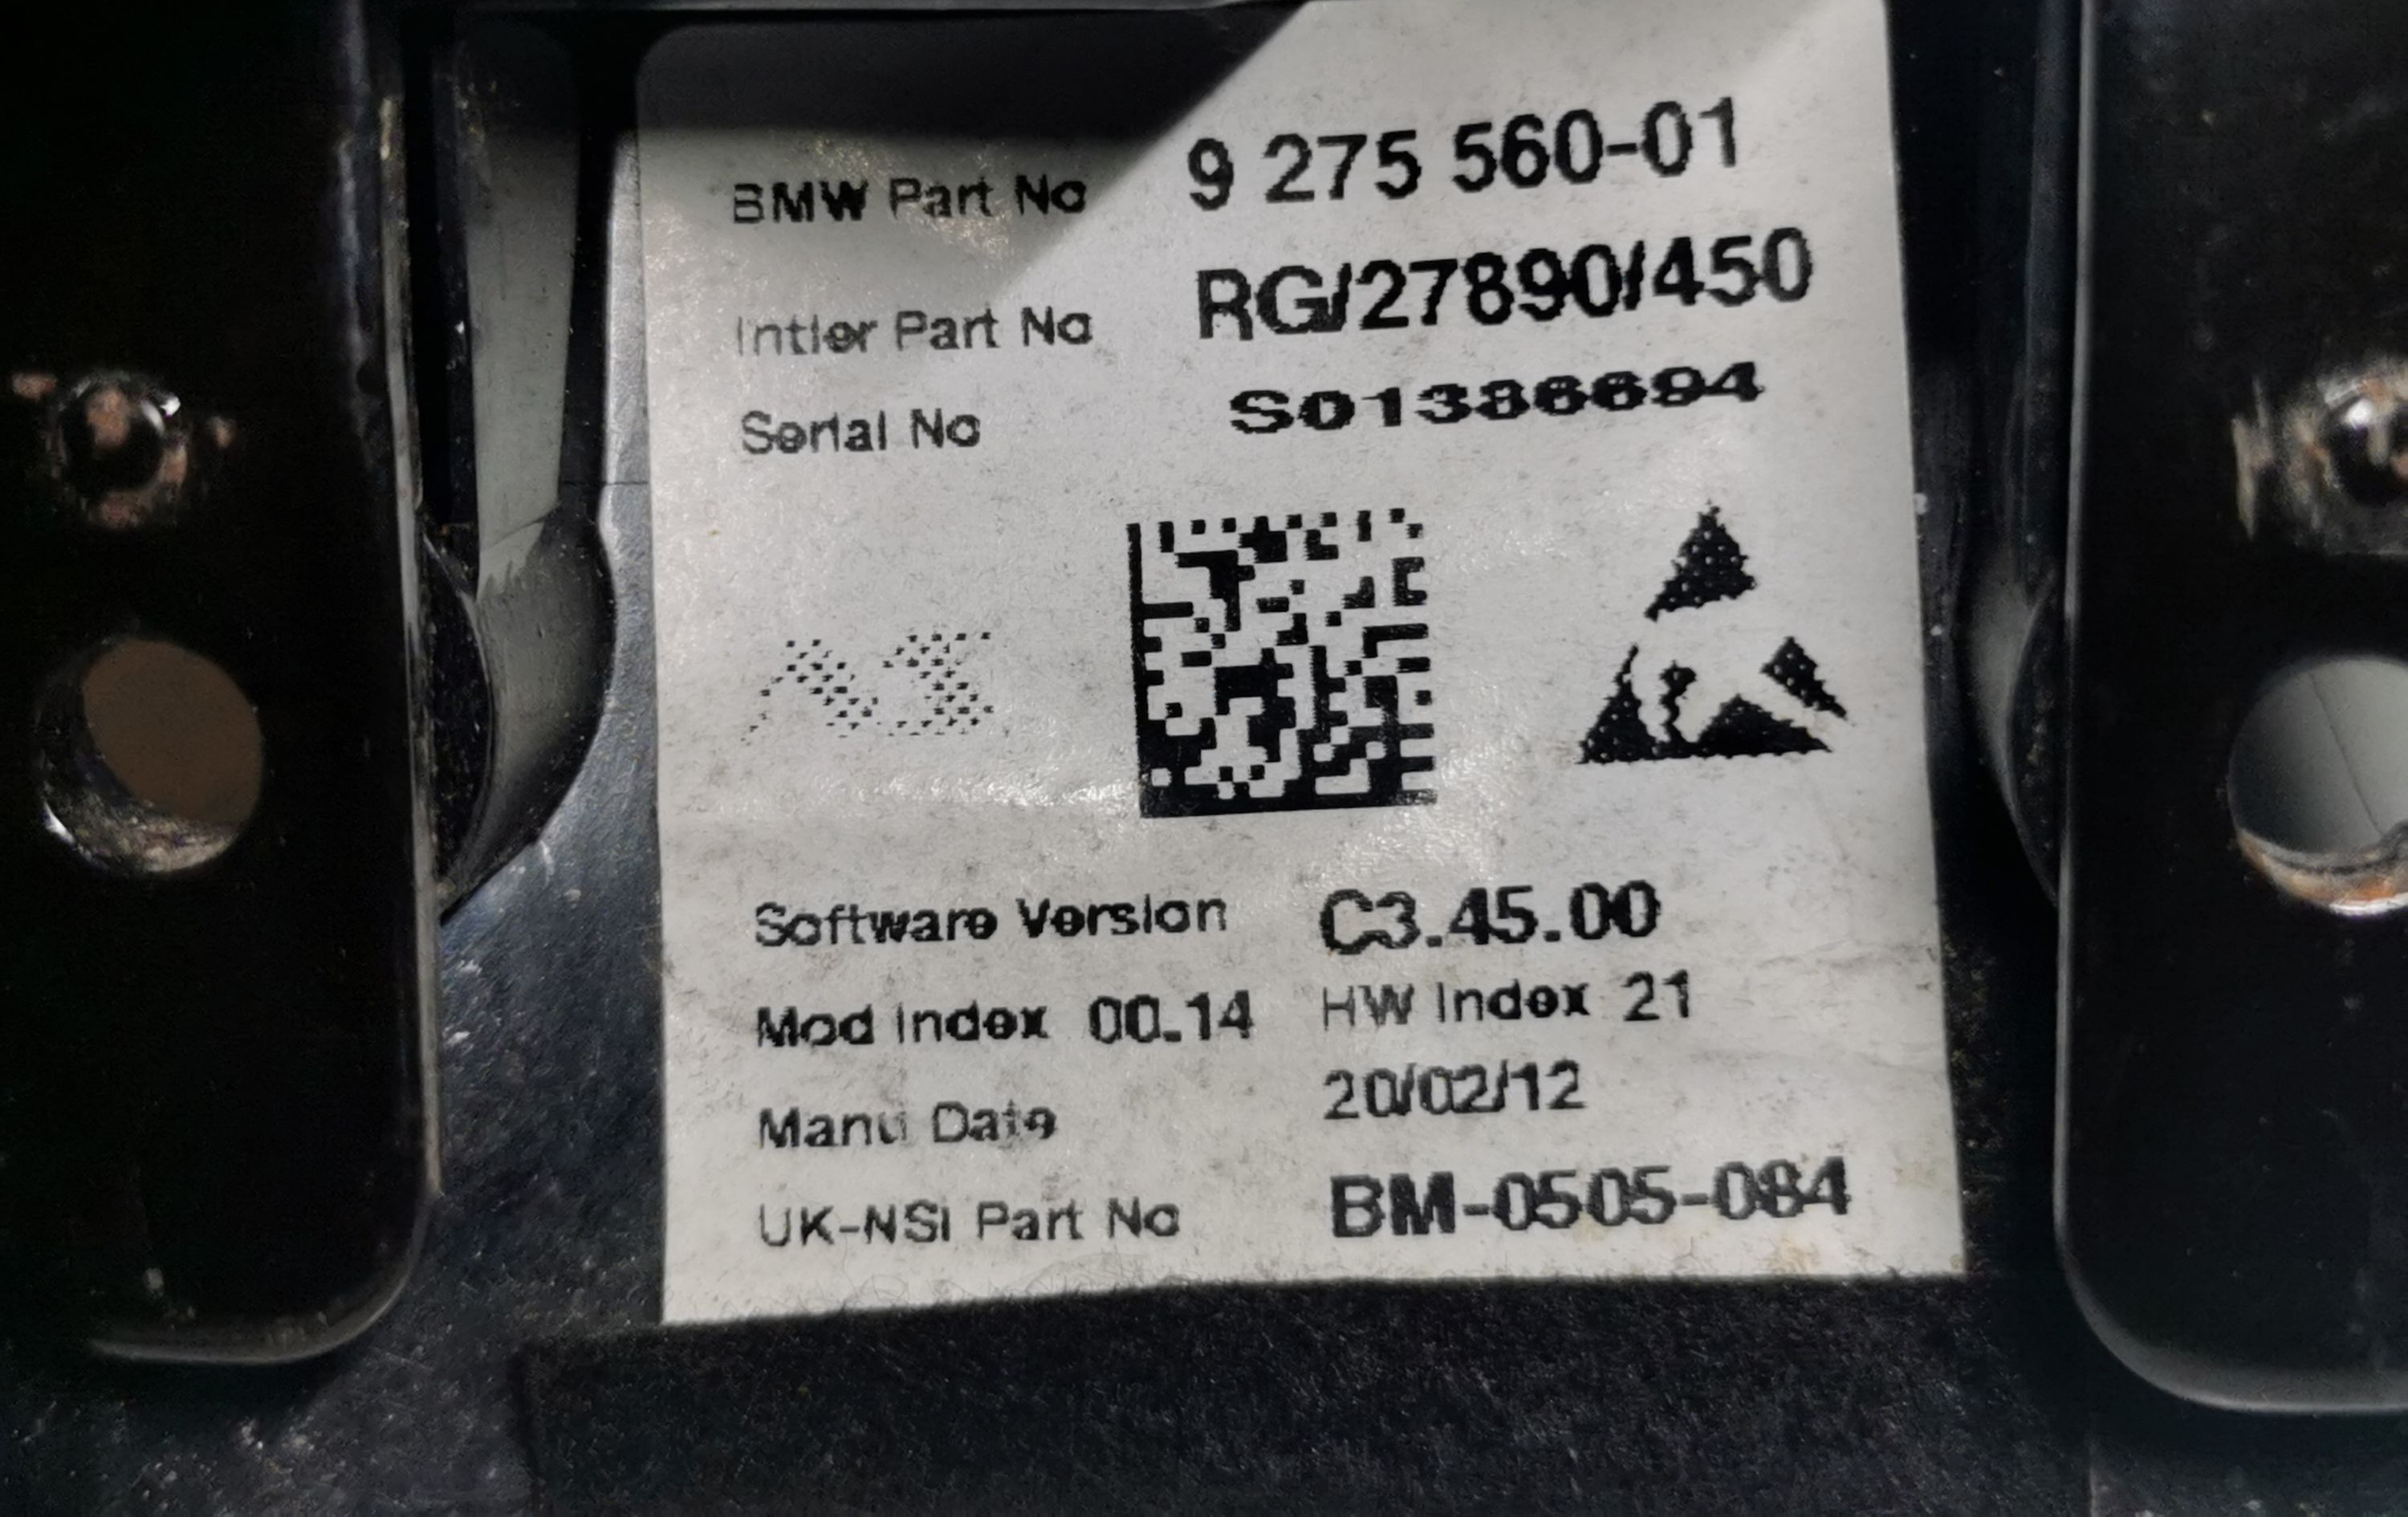 BMW Part No 9 275 560-01
Intier Part No RG/27890/450
Serial No S01386694
Software Version C3.45.00
Mod Index 00.14 HW Index 21
Manu Date 20/02/12
UK-NSI Part No BM-0505-084